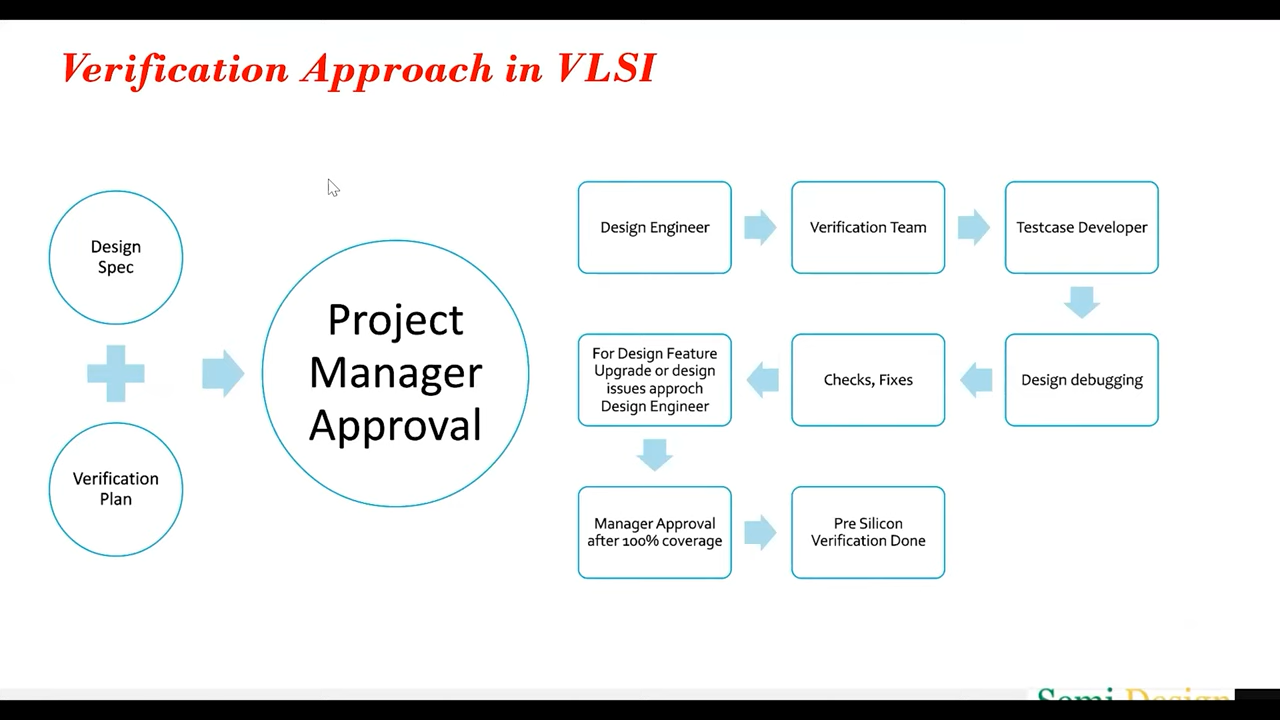 Verification Approach in VLSI
Design
Spec
Verification
Plan
Project
Manager
Approval
Design Engineer
Verification Team
Testcase Developer
Design debugging
Checks, Fixes
For Design Feature
Upgrade or design
issues approch
Design Engineer
Manager Approval
after 100% coverage
Pre Silicon
Verification Done
Semi Design